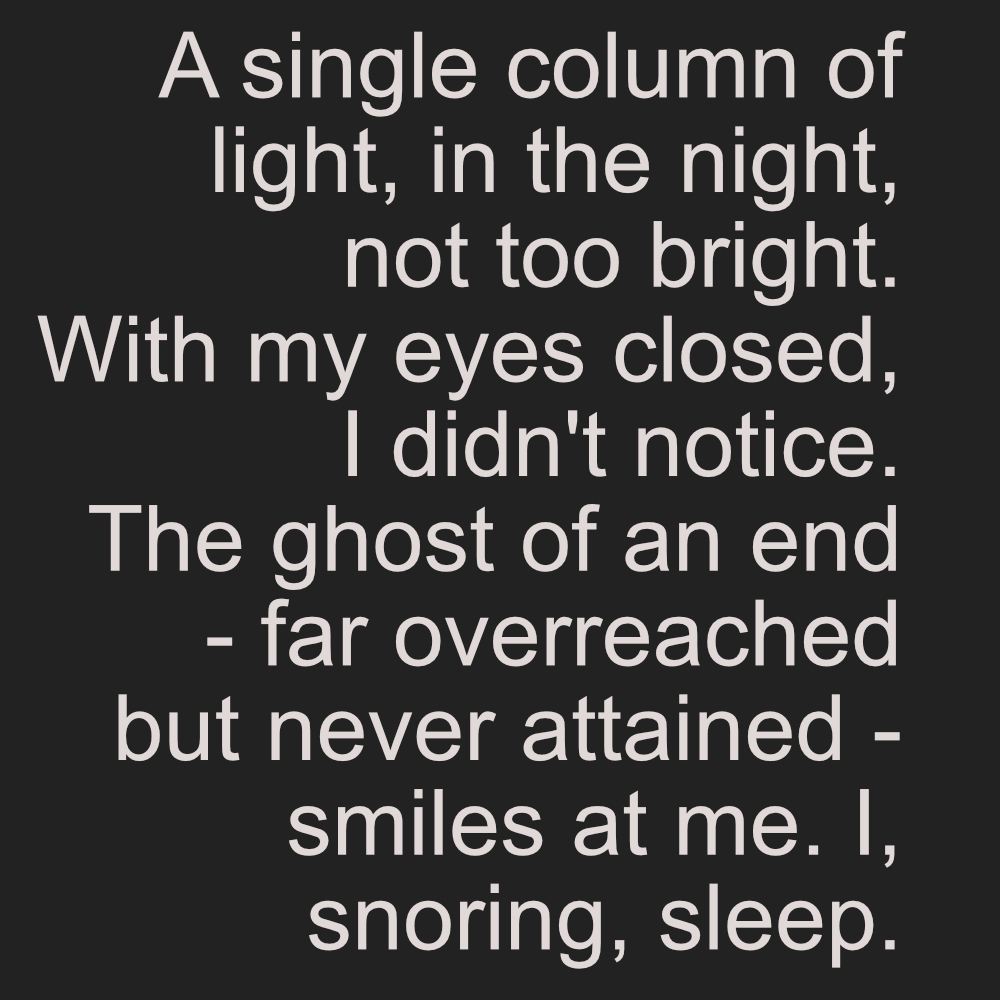 A single column of
light, in the night,
not too bright.
With my eyes closed,
I didn't notice.
The ghost of an end
- far overreached
but never attained -
smiles at me. I,
snoring, sleep.